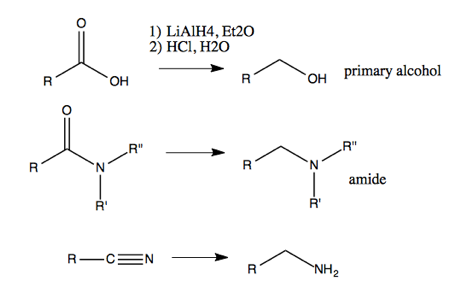 O
1) LiAlH4, Et2O
2) HCl, H2O
R OH
R OH primary alcohol
O
R N R" R'
R N R" R' amide
R C N
R NH2